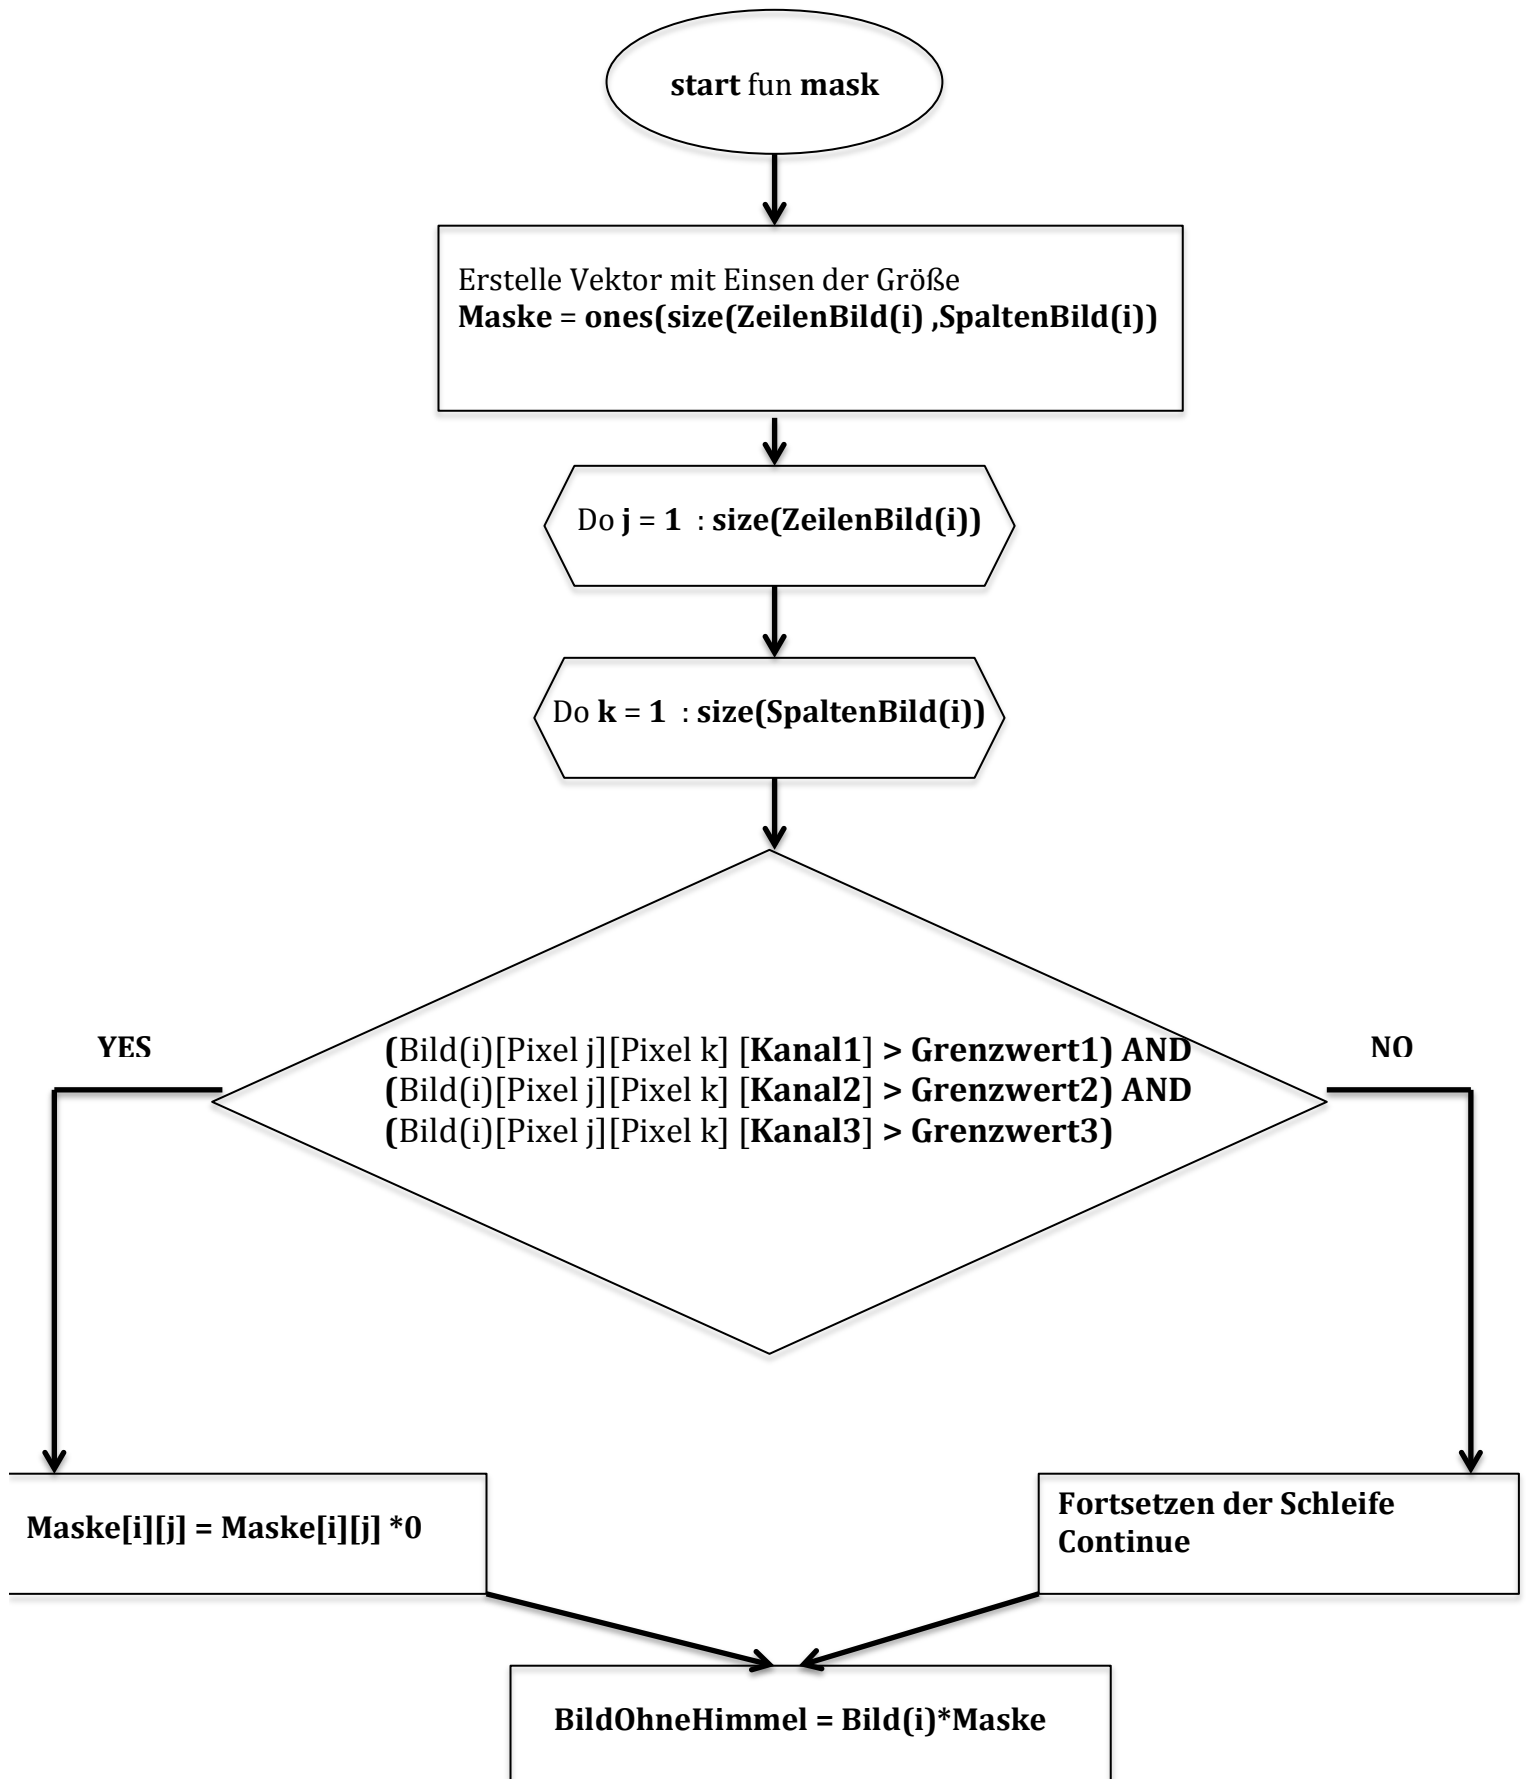 start fun mask
Erstelle Vektor mit Einsen der Größe
Maske = ones(size(ZeilenBild(i) ,SpaltenBild(i))
Do j = 1 : size(ZeilenBild(i))
Do k = 1 : size(SpaltenBild(i))
YES
(Bild(i)[Pixel j][Pixel k] [Kanal1] > Grenzwert1) AND
(Bild(i)[Pixel j][Pixel k] [Kanal2] > Grenzwert2) AND
(Bild(i)[Pixel j][Pixel k] [Kanal3] > Grenzwert3)
NO
Maske[i][j] = Maske[i][j] *0
Fortsetzen der Schleife
Continue
BildOhneHimmel = Bild(i)*Maske